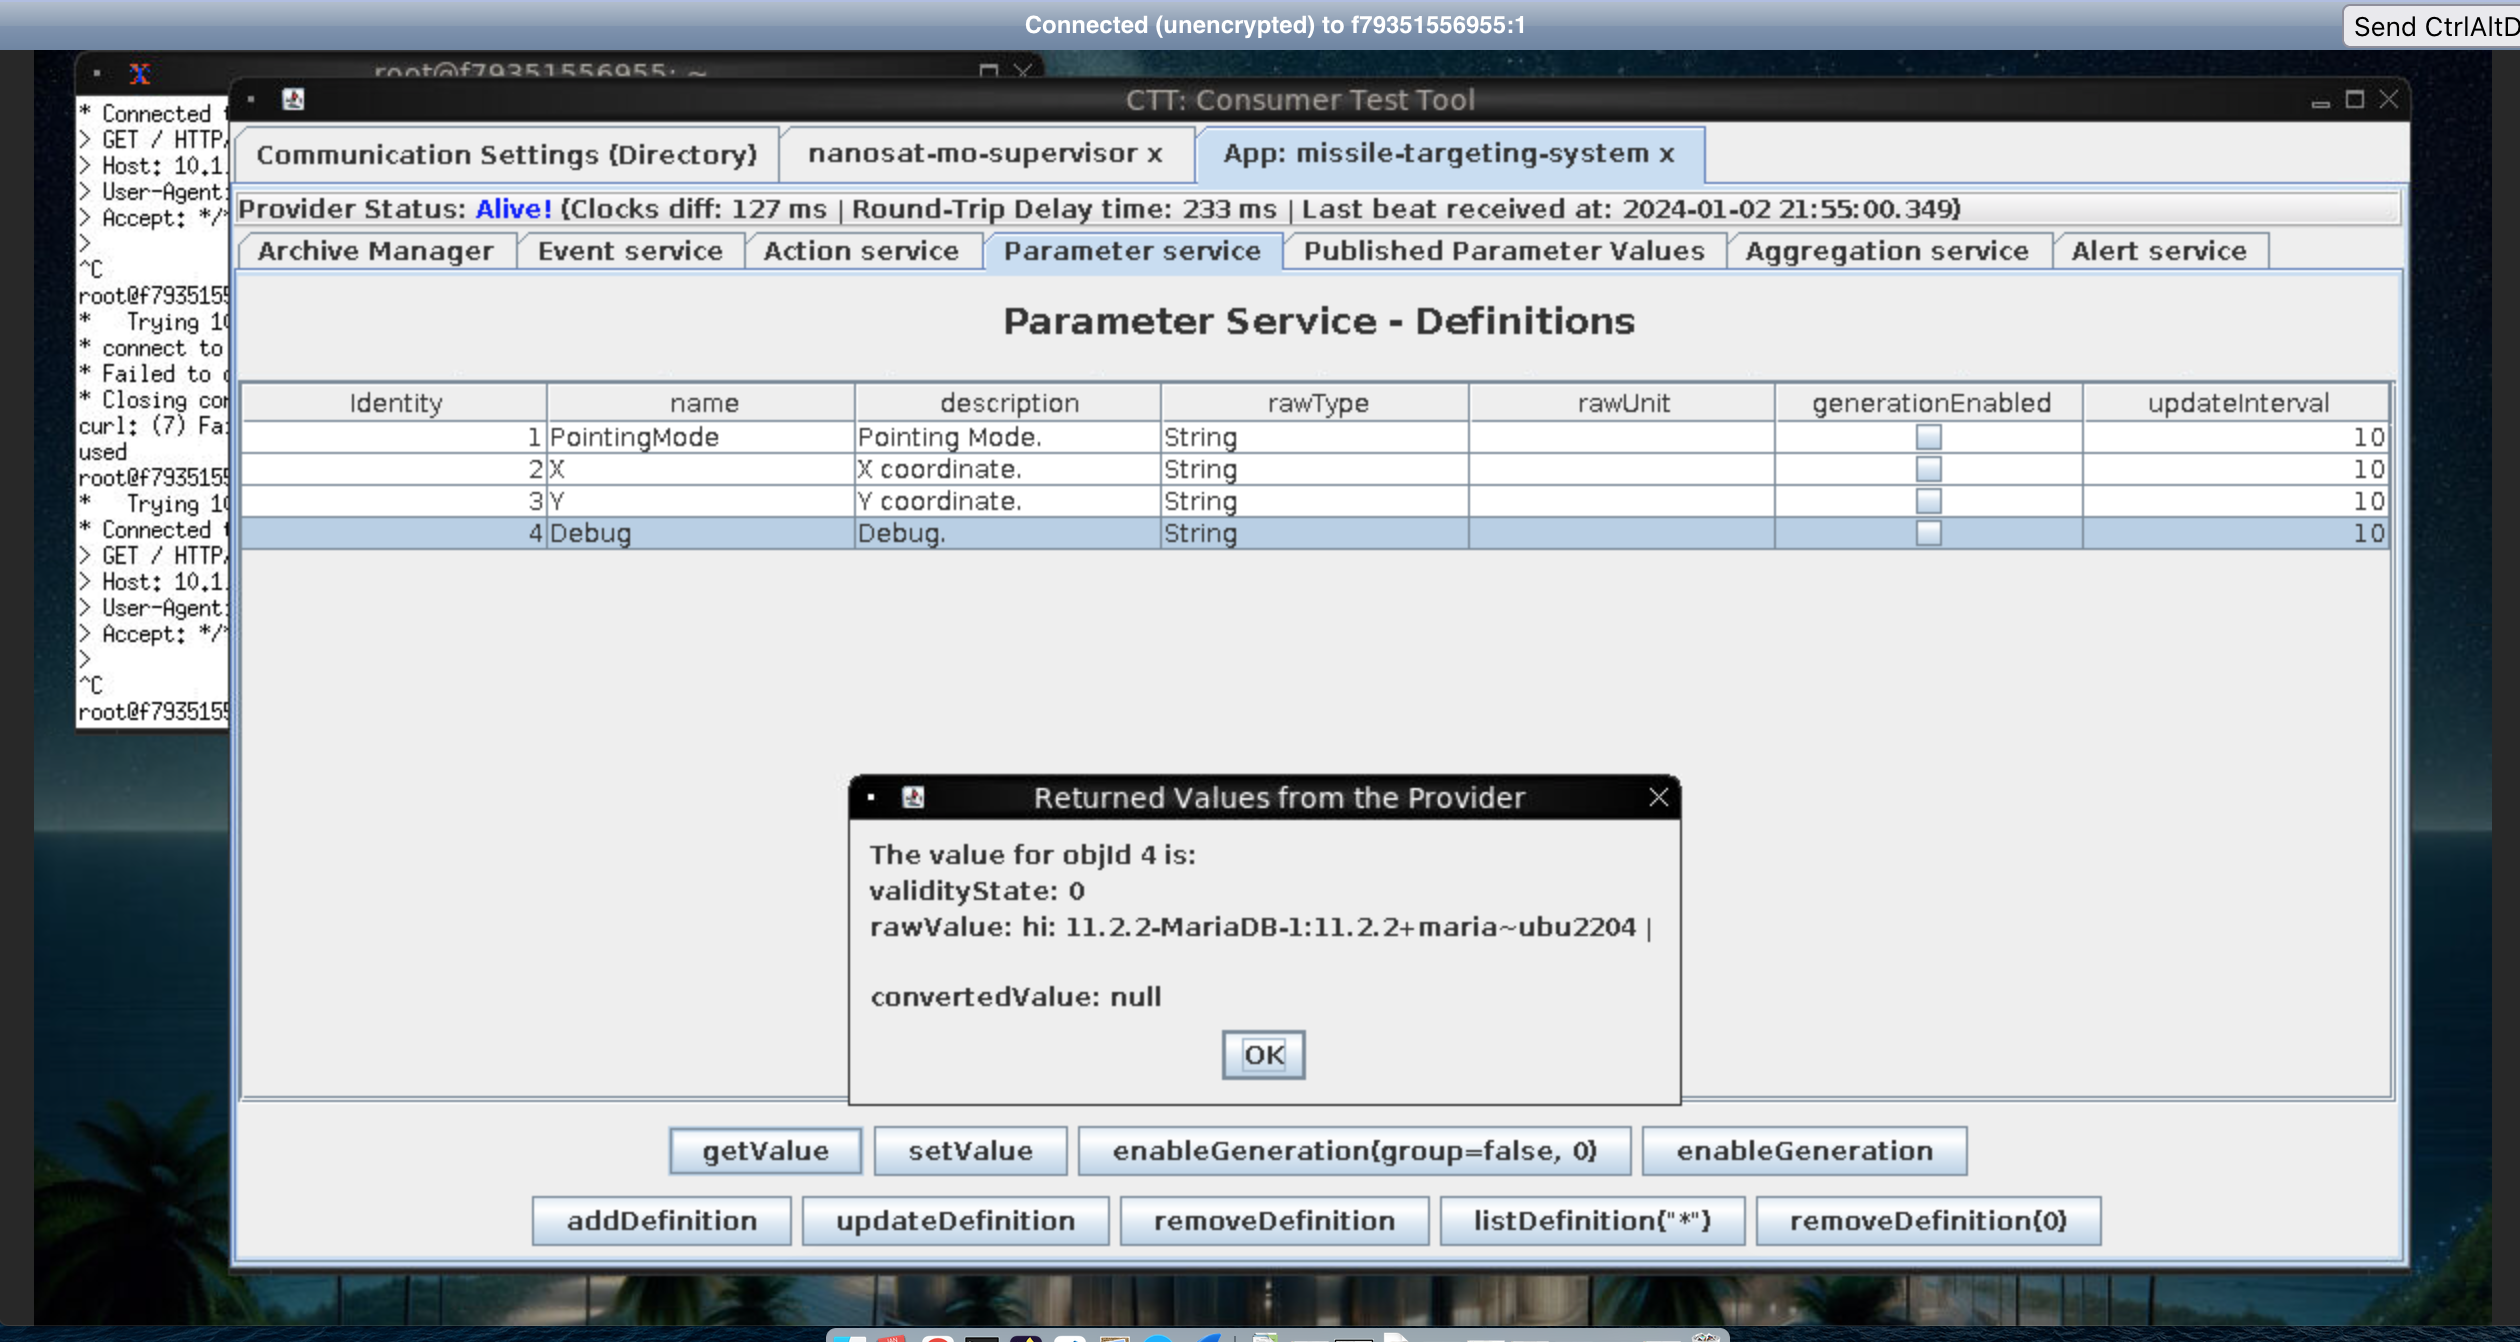 Connected (unencrypted) to f79351556955:1
Send CtrlAltD
root@f79351556955: ~
CTT: Consumer Test Tool
* Connected
> GET / HTTP/
> Host: 10.1.
> User-Agent:
> Accept: */*
>
^C
root@f7935155
* Trying 10
* connect to
* Failed to
* Closing con
curl: (7) Fai
used
root@f7935155
* Trying 10
* Connected
> GET / HTTP/
> Host: 10.1.
> User-Agent:
> Accept: */*
>
^C
root@f7935155
Communication Settings (Directory) nanosat-mo-supervisor x App: missile-targeting-system x
Provider Status: Alive! (Clocks diff: 127 ms | Round-Trip Delay time: 233 ms | Last beat received at: 2024-01-02 21:55:00.349)
Archive Manager Event service Action service Parameter service Published Parameter Values Aggregation service Alert service
Parameter Service - Definitions
Identity name description rawType rawUnit generationEnabled updateInterval
1 PointingMode Pointing Mode. String 10
2 X X coordinate. String 10
3 Y Y coordinate. String 10
4 Debug Debug. String 10
Returned Values from the Provider
The value for objId 4 is:
validityState: 0
rawValue: hi: 11.2.2-MariaDB-1:11.2.2+maria~ubu2204 |
convertedValue: null
OK
getValue setValue enableGeneration(group=false, 0) enableGeneration
addDefinition updateDefinition removeDefinition listDefinition("*") removeDefinition(0)